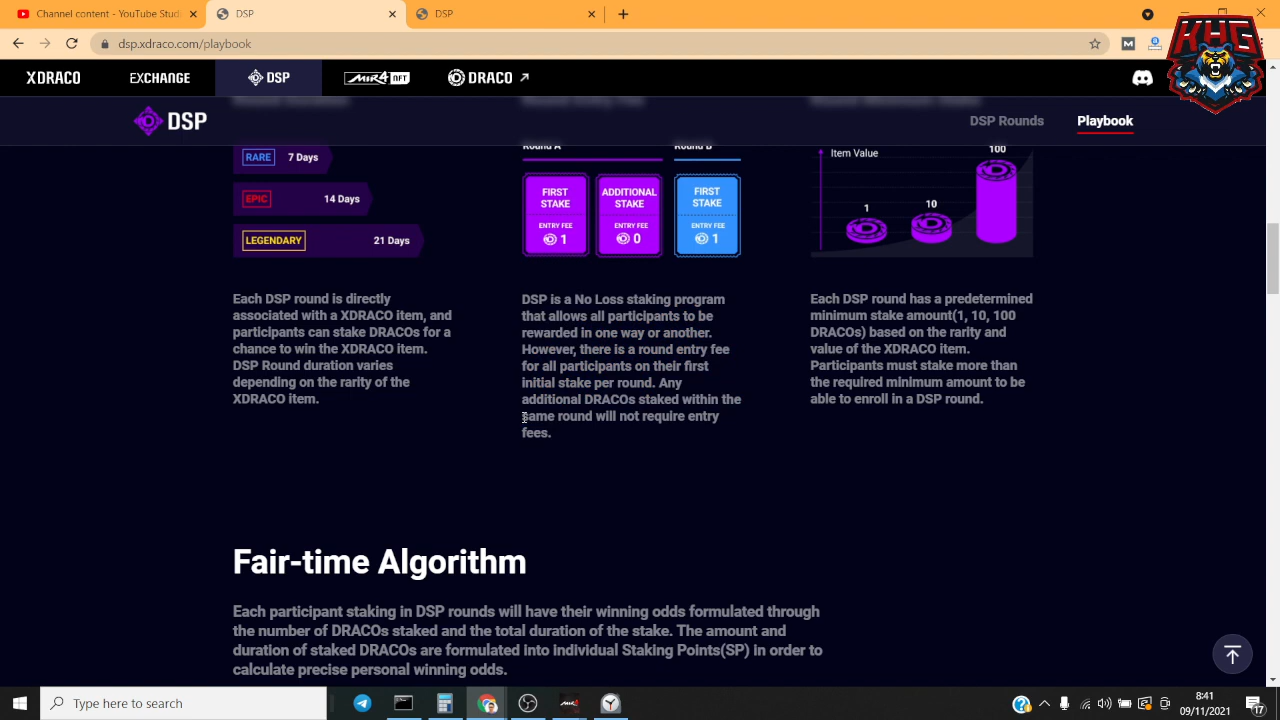 Content - YouTube Stud
DSP
DSP
dsp.xdraco.com/playbook
KHG
XDRACO
EXCHANGE
DSP
MIR4 NFT
DRACO
DSP
DSP Rounds
Playbook
RARE 7 Days
EPIC 14 Days
LEGENDARY 21 Days
Round A
Round B
FIRST
STAKE
ENTRY FEE
1
ADDITIONAL
STAKE
ENTRY FEE
0
FIRST
STAKE
ENTRY FEE
1
Item Value
1
10
100
Each DSP round is directly
associated with a XDRACO item, and
participants can stake DRACOs for a
chance to win the XDRACO item.
DSP Round duration varies
depending on the rarity of the
XDRACO item.
DSP is a No Loss staking program
that allows all participants to be
rewarded in one way or another.
However, there is a round entry fee
for all participants on their first
initial stake per round. Any
additional DRACOs staked within the
same round will not require entry
fees.
Each DSP round has a predetermined
minimum stake amount(1, 10, 100
DRACOs) based on the rarity and
value of the XDRACO item.
Participants must stake more than
the required minimum amount to be
able to enroll in a DSP round.
Fair-time Algorithm
Each participant staking in DSP rounds will have their winning odds formulated through
the number of DRACOs staked and the total duration of the stake. The amount and
duration of staked DRACOs are formulated into individual Staking Points(SP) in order to
calculate precise personal winning odds.
Type here to search
8:41
09/11/2021
17